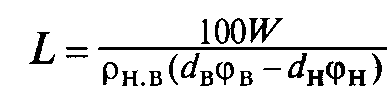 L = 100W / ρН.В (dВφВ – dНφН)